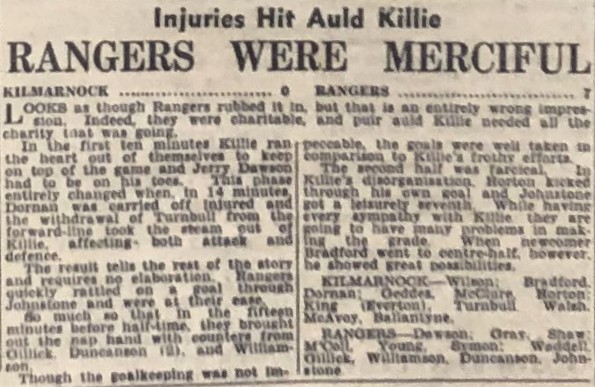 Injuries Hit Auld Killie
RANGERS WERE MERCIFUL
KILMARNOCK .......................... 0 RANGERS .......................... 7
LOOKS as though Rangers rubbed it in, but that is an entirely wrong impres-
sion. Indeed, they were charitable, and puir auld Killie needed all the
charity that was going.
In the first ten minutes Killie ran
the heart out of themselves to keep
on top of the game and Jerry Dawson
had to be on his toes. This phase
entirely changed when, in 14 minutes,
Dornan was carried off injured and
the withdrawal of Turnbull from the
forward-line took the steam out of
Killie, affecting both attack and
defence.
The result tells the rest of the story
and requires no elaboration. Rangers
quickly rattled on a goal through
Johnstone and were at their ease.
So much so that in the fifteen
minutes before half-time, they brought
out the nap hand with counters from
Gillick, Duncanson (2), and William-
son.
Though the goalkeeping was not im-
peccable, the goals were well taken in
comparison to Killie's frothy efforts.
The second half was farcical. In
Killie's disorganisation, Horton kicked
through his own goal and Johnstone
got a leisurely seventh. While having
every sympathy with Killie they are
going to have many problems in mak-
ing the grade. When newcomer
Bradford went to centre-half, however,
he showed great possibilities.
KILMARNOCK—Wilson; Bradford,
Dornan; Geddes, McClure, Horton;
King (Everton), Turnbull, Walsh,
McAvoy, Ballantyne.
RANGERS—Dawson; Gray, Shaw;
McColl, Young, Symon; Waddell,
Gillick, Williamson, Duncanson, John-
stone.